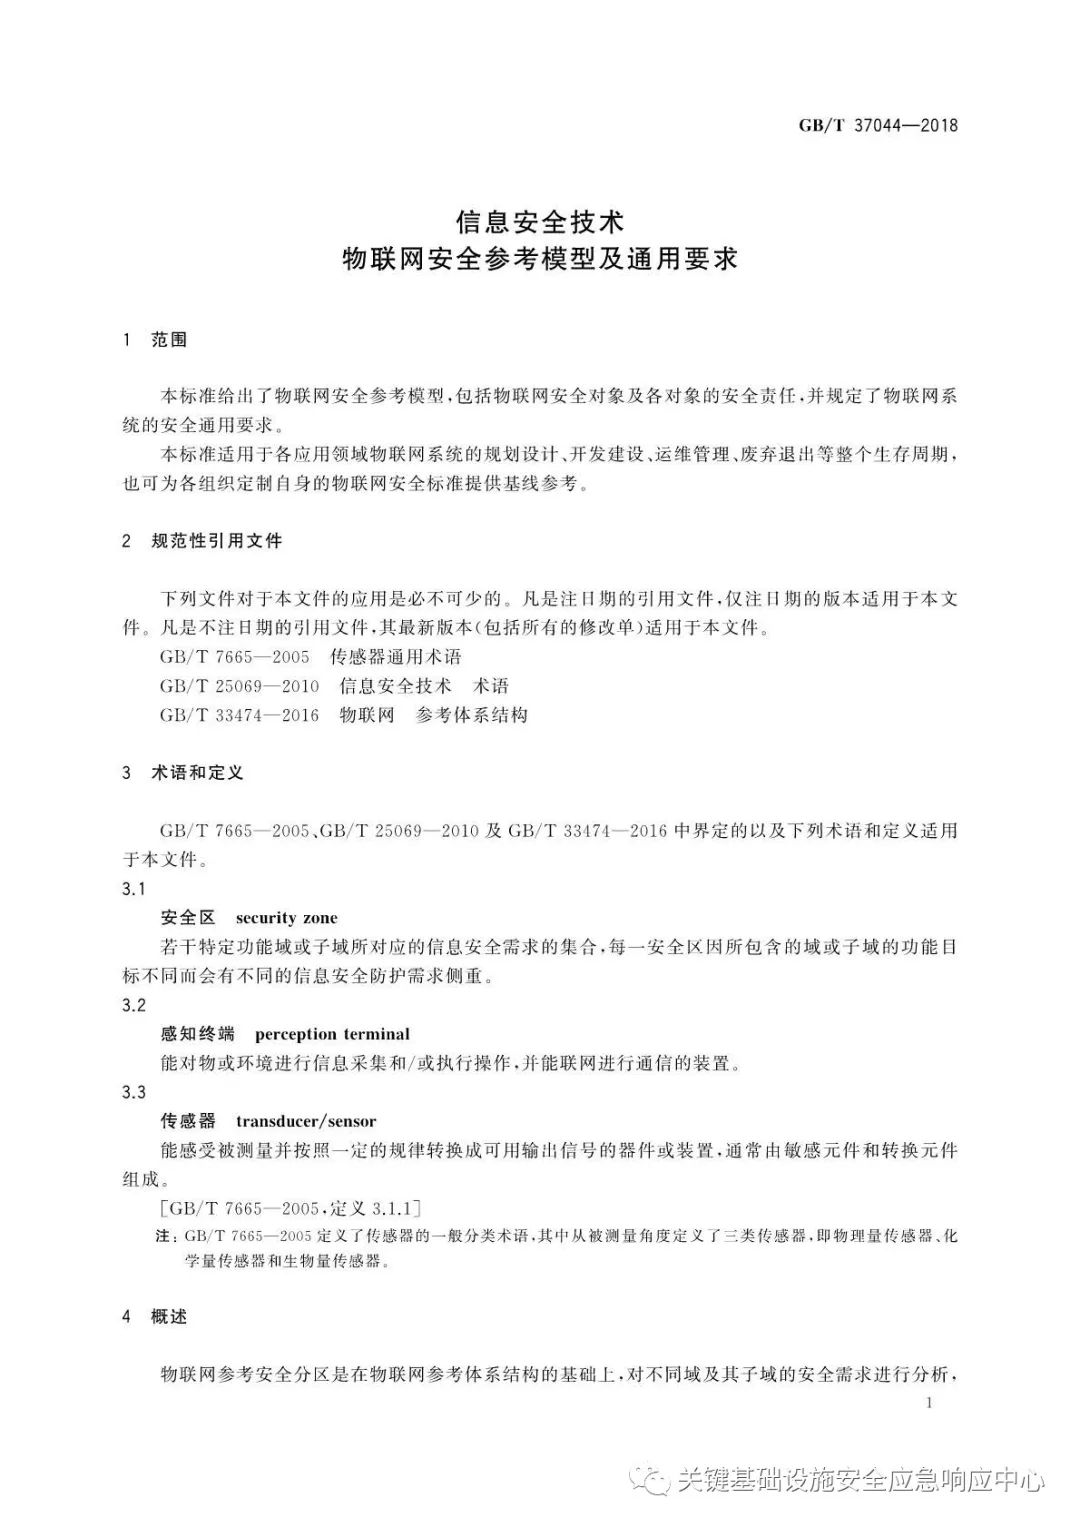 GB/T 37044—2018
信息安全技术
物联网安全参考模型及通用要求
1 范围
本标准给出了物联网安全参考模型,包括物联网安全对象及各对象的安全责任,并规定了物联网系
统的安全通用要求。
本标准适用于各应用领域物联网系统的规划设计、开发建设、运维管理、废弃退出等整个生存周期,
也可为各组织定制自身的物联网安全标准提供基线参考。
2 规范性引用文件
下列文件对于本文件的应用是必不可少的。凡是注日期的引用文件,仅注日期的版本适用于本文
件。凡是不注日期的引用文件,其最新版本(包括所有的修改单)适用于本文件。
GB/T 7665—2005 传感器通用术语
GB/T 25069—2010 信息安全技术 术语
GB/T 33474—2016 物联网 参考体系结构
3 术语和定义
GB/T 7665—2005、GB/T 25069—2010 及 GB/T 33474—2016 中界定的以及下列术语和定义适用
于本文件。
3.1
安全区 security zone
若干特定功能域或子域所对应的信息安全需求的集合,每一安全区因所包含的域或子域的功能目
标不同而会有不同的信息安全防护需求侧重。
3.2
感知终端 perception terminal
能对物或环境进行信息采集和/或执行操作,并能联网进行通信的装置。
3.3
传感器 transducer/sensor
能感受被测量并按照一定的规律转换成可用输出信号的器件或装置,通常由敏感元件和转换元件
组成。
[GB/T 7665—2005,定义 3.1.1]
注: GB/T 7665—2005 定义了传感器的一般分类术语,其中从被测量角度定义了三类传感器,即物理量传感器、化
学量传感器和生物量传感器。
4 概述
物联网参考安全分区是在物联网参考体系结构的基础上,对不同域及其子域的安全需求进行分析,
1
关键基础设施安全应急响应中心